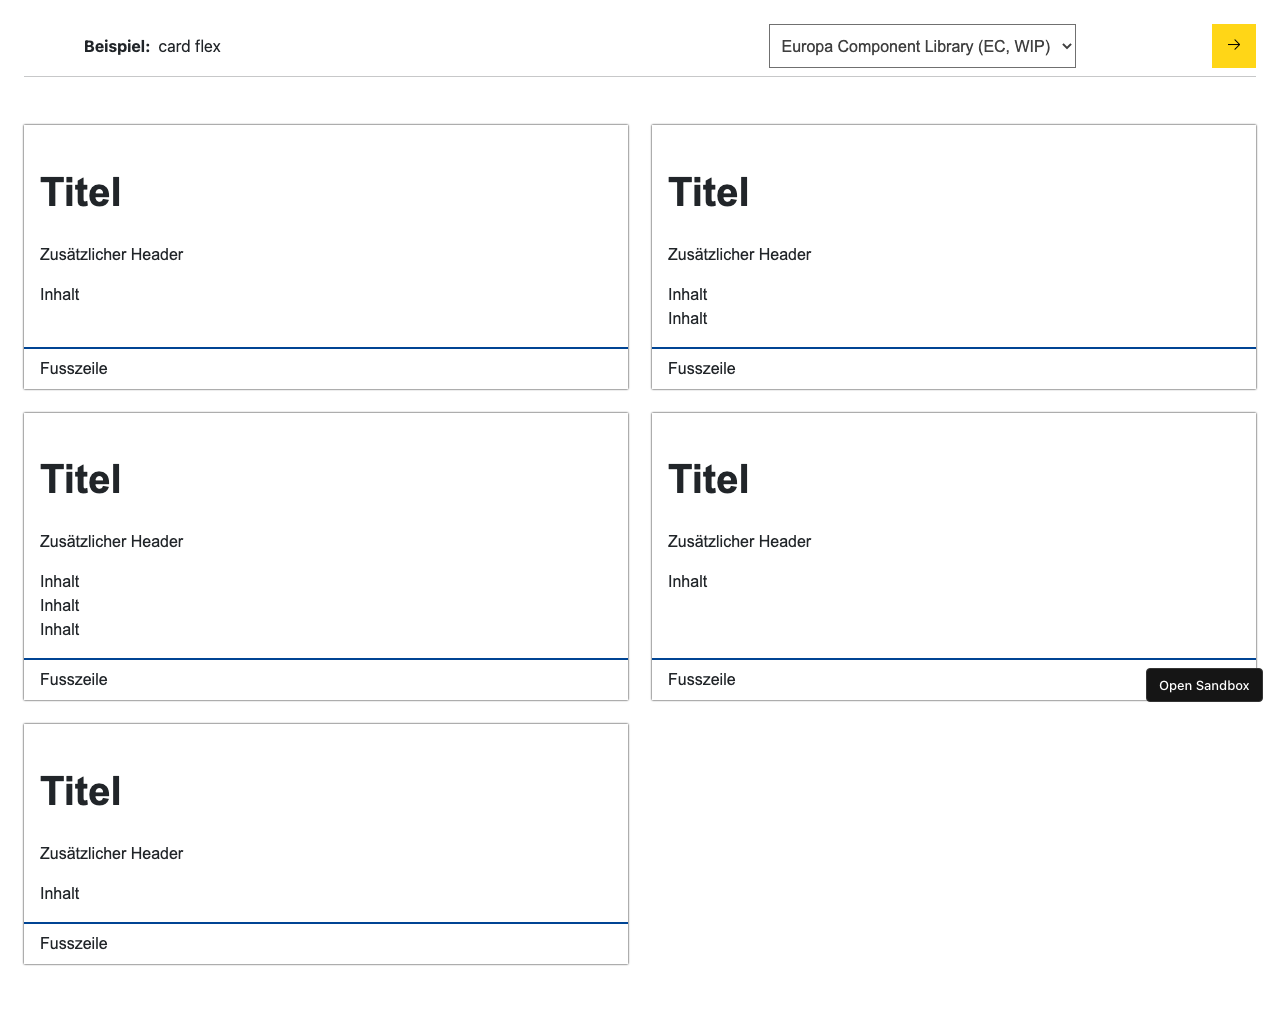 Beispiel: card flex
Europa Component Library (EC, WIP)
Titel
Zusätzlicher Header
Inhalt
Fusszeile
Titel
Zusätzlicher Header
Inhalt
Inhalt
Fusszeile
Titel
Zusätzlicher Header
Inhalt
Inhalt
Inhalt
Fusszeile
Titel
Zusätzlicher Header
Inhalt
Fusszeile
Open Sandbox
Titel
Zusätzlicher Header
Inhalt
Fusszeile